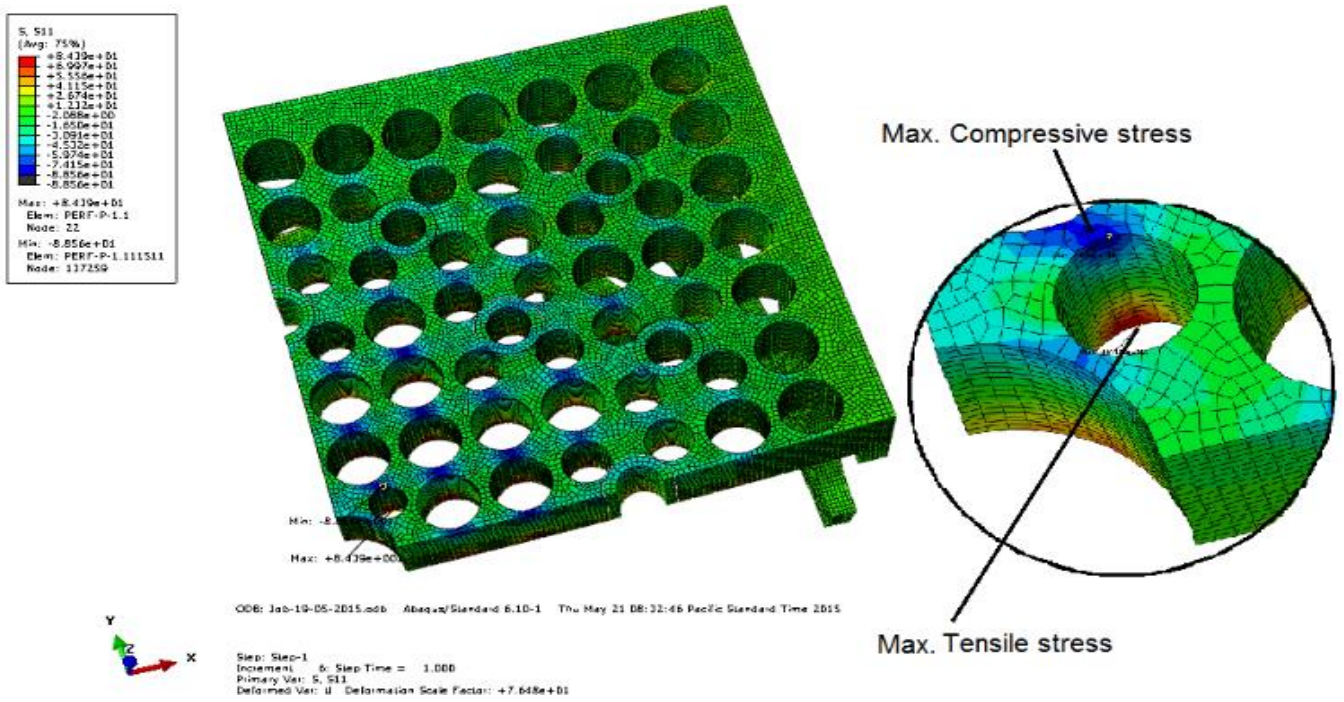 S, S11
(Avg: 75%)
+8.439e+01
+6.997e+01
+5.556e+01
+4.115e+01
+2.674e+01
+1.232e+01
-2.088e+00
-1.650e+01
-3.091e+01
-4.532e+01
-5.974e+01
-7.415e+01
-8.856e+01
-8.856e+01
Max: +8.439e+01
Elem: PERF-P-1.1
Node: 22
Min: -8.856e+01
Elem: PERF-P-1.111511
Node: 137259
Max. Compressive stress
Min: -8.
Max: +8.439e+00
Max. Tensile stress
ODB: Job-19-05-2015.odb Abaqus/Standard 6.10-1 Thu May 21 08:32:46 Pacific Standard Time 2015
Y
Z
X
Step: Step-1
Increment 6: Step Time = 1.000
Primary Var: S, S11
Deformed Var: U Deformation Scale Factor: +7.648e+01